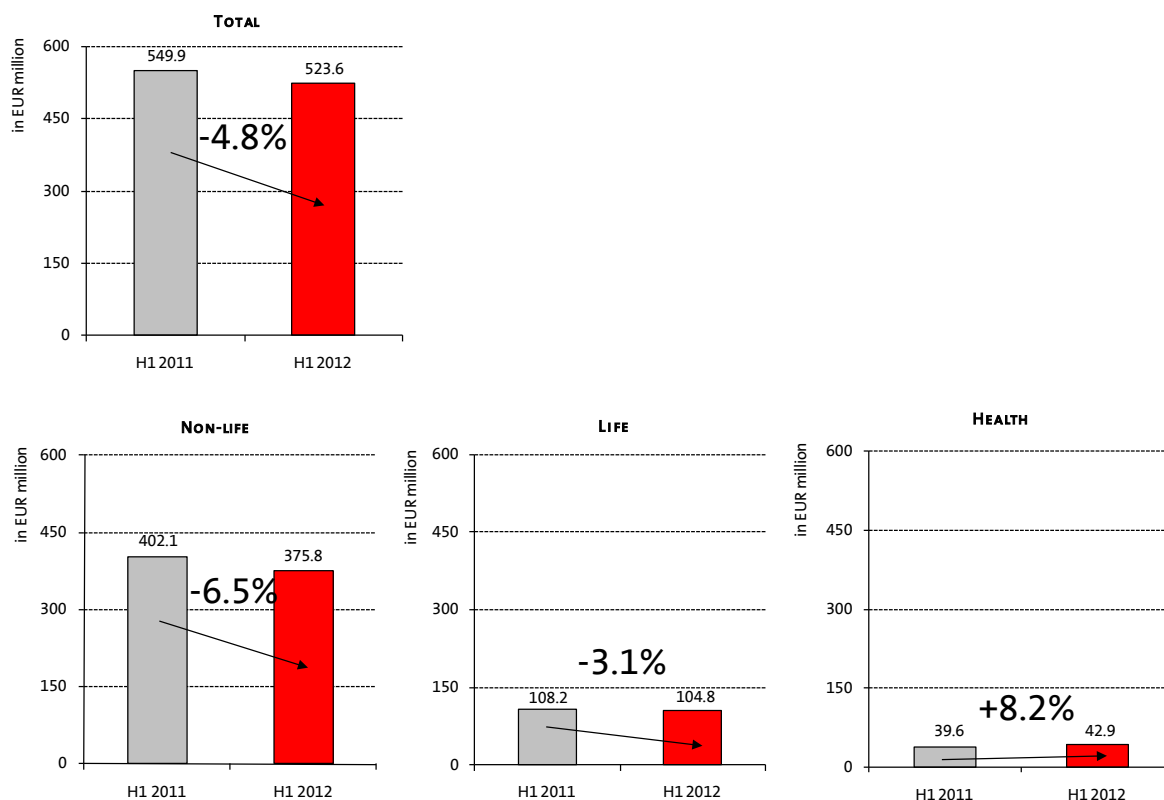 TOTAL
in EUR million
600
450
300
150
0
549.9
523.6
-4.8%
H1 2011
H1 2012
NON-LIFE
in EUR million
600
450
300
150
0
402.1
375.8
-6.5%
H1 2011
H1 2012
LIFE
in EUR million
600
450
300
150
0
108.2
104.8
-3.1%
H1 2011
H1 2012
HEALTH
in EUR million
600
450
300
150
0
39.6
42.9
+8.2%
H1 2011
H1 2012